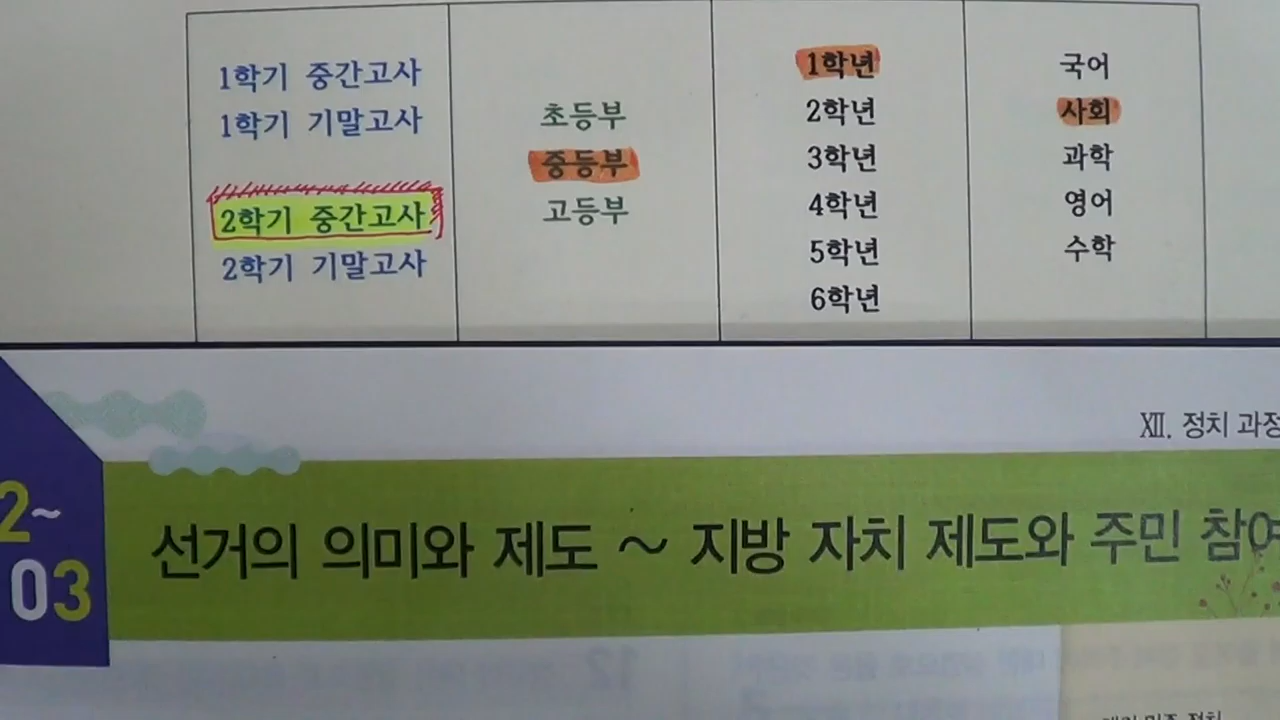 1학기 중간고사
1학기 기말고사
2학기 중간고사
2학기 기말고사
초등부
중등부
고등부
1학년
2학년
3학년
4학년
5학년
6학년
국어
사회
과학
영어
수학
XII. 정치 과정
2~
03
선거의 의미와 제도 ~ 지방 자치 제도와 주민 참여